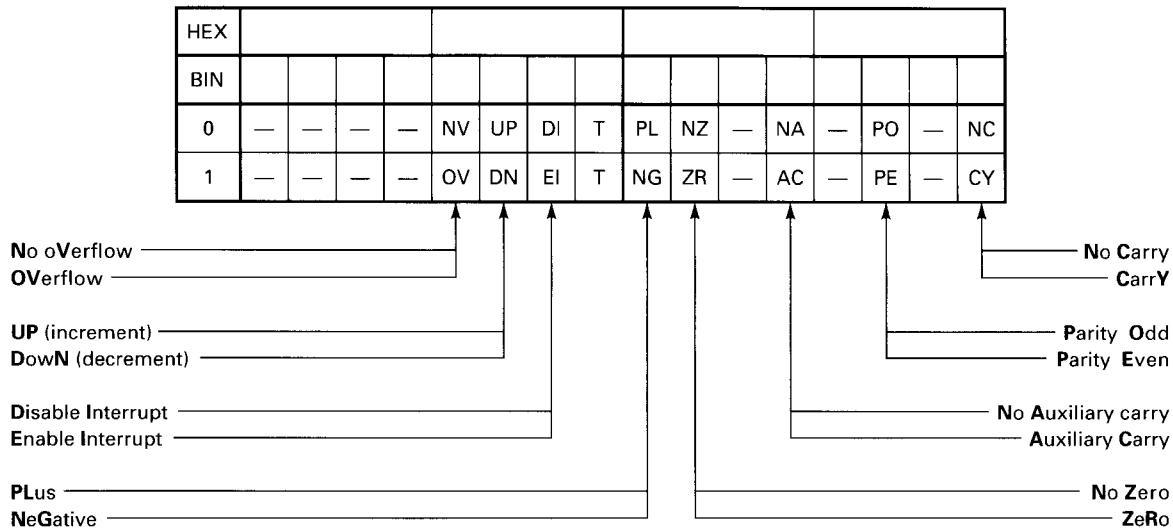 HEX
BIN
0 — — — — NV UP DI T PL NZ — NA — PO — NC
1 — — — — OV DN EI T NG ZR — AC — PE — CY
No oVerflow
OVerflow
No Carry
CarrY
UP (increment)
DowN (decrement)
Parity Odd
Parity Even
Disable Interrupt
Enable Interrupt
No Auxiliary carry
Auxiliary Carry
PLus
NeGative
No Zero
ZeRo